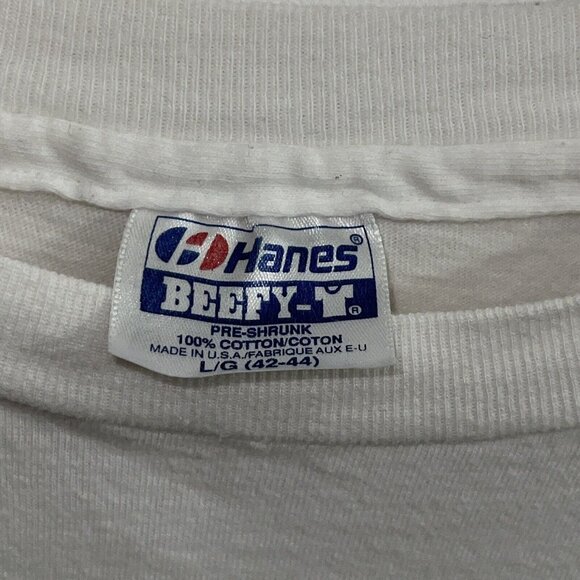 Hanes®
BEEFY-T®
PRE-SHRUNK
100% COTTON/COTON
MADE IN U.S.A./FABRIQUE AUX E-U
L/G (42-44)